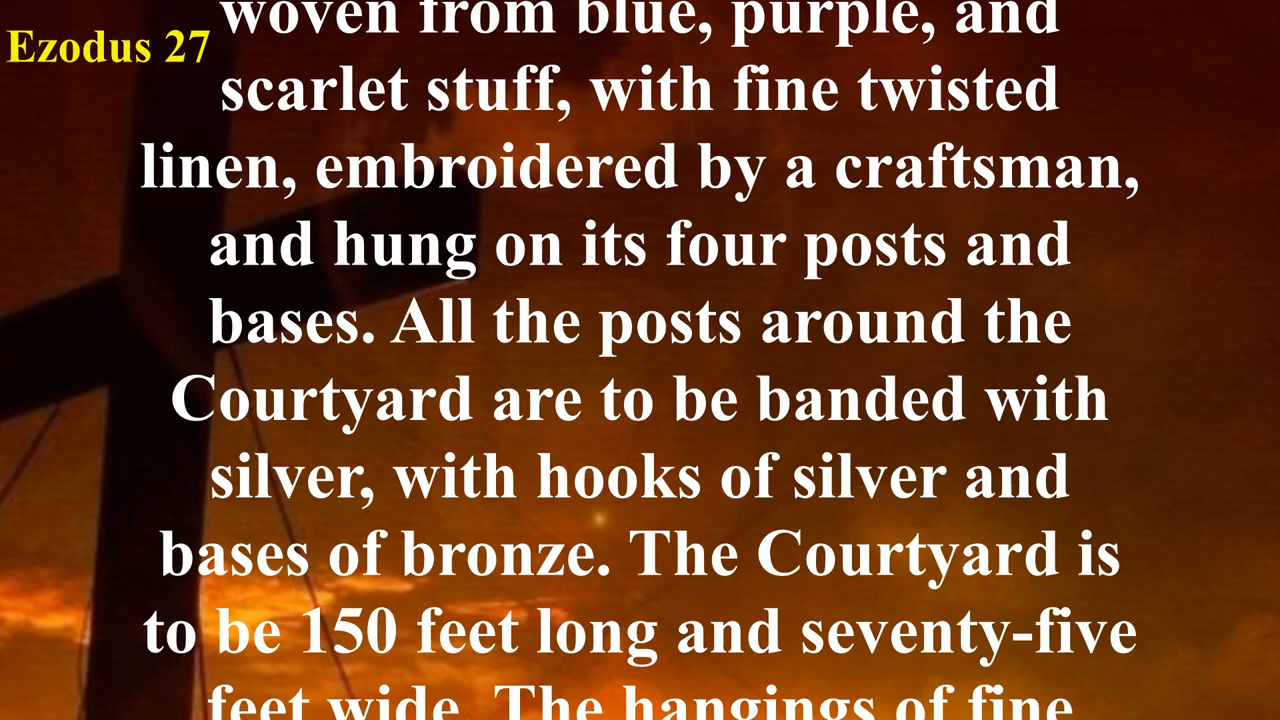 Ezodus 27
woven from blue, purple, and
scarlet stuff, with fine twisted
linen, embroidered by a craftsman,
and hung on its four posts and
bases. All the posts around the
Courtyard are to be banded with
silver, with hooks of silver and
bases of bronze. The Courtyard is
to be 150 feet long and seventy-five
feet wide. The hangings of fine